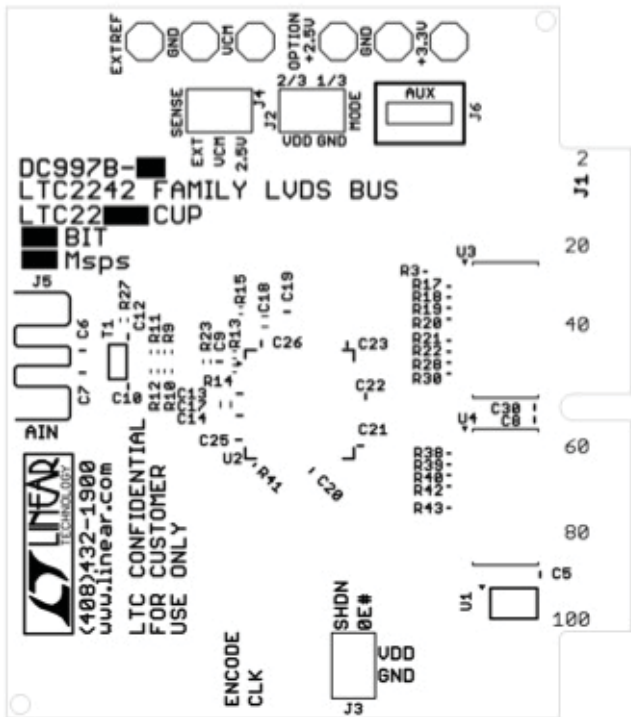 EXTREF
GND
VCM
OPTION
+2.5V
GND
+3.3V
SENSE
J4
EXT
VCM
2.5V
2/3 1/3
J2
MODE
VDD GND
AUX
J6
DC997B-
LTC2242 FAMILY LVDS BUS
LTC22 CUP
BIT
Msps
2
J1
20
40
60
80
100
J5
C6
C7
AIN
T1
R27
C12
C10
R11
R9
R12
R10
R23
C9
R13
R14
R15
C18
C19
C26
C23
C22
C21
C25
U2
R41
C20
R3
R17
R18
R19
R20
R21
R22
R28
R30
U3
C30
C8
U4
R38
R39
R40
R42
R43
C5
U1
LINEAR
TECHNOLOGY
(408)432-1900
www.linear.com
LTC CONFIDENTIAL
FOR CUSTOMER
USE ONLY
ENCODE
CLK
SHDN
OE#
VDD
GND
J3